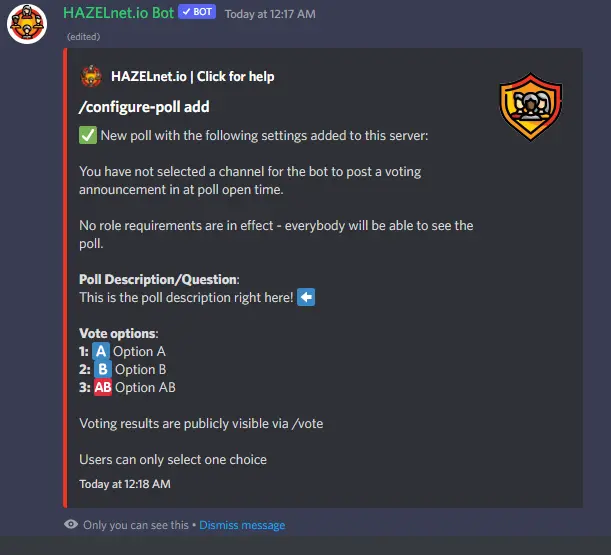 HAZELnet.io Bot ✓ BOT Today at 12:17 AM
(edited)
HAZELnet.io | Click for help
/configure-poll add
✅ New poll with the following settings added to this server:
You have not selected a channel for the bot to post a voting
announcement in at poll open time.
No role requirements are in effect - everybody will be able to see the
poll.
Poll Description/Question:
This is the poll description right here! ⬅
Vote options:
1: A Option A
2: B Option B
3: AB Option AB
Voting results are publicly visible via /vote
Users can only select one choice
Today at 12:18 AM
Only you can see this • Dismiss message